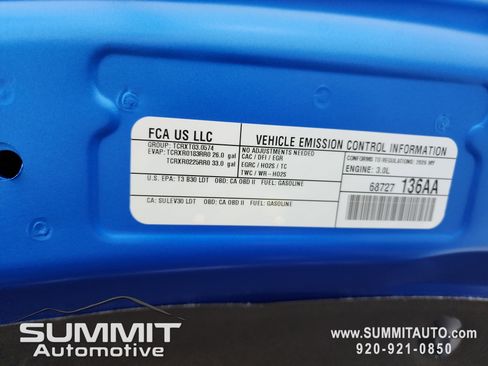 FCA US LLC
GROUP: TCRXT03.0574
EVAP: TCRXR0183RR0 26.0 gal
TCRXR0225RR0 33.0 gal
VEHICLE EMISSION CONTROL INFORMATION
NO ADJUSTMENTS NEEDED
CAC / DFI / EGR
EGRC / HO2S / TC
TWC / WR-HO2S
CONFORMS TO REGULATIONS: 2026 MY
ENGINE: 3.0L
U.S. EPA: T3 B30 LDT OBD: CA OBD II FUEL: GASOLINE
68727 136AA
CA: SULEV30 LDT OBD: CA OBD II FUEL: GASOLINE
SUMMIT
Automotive
WWW.SUMMITAUTO.COM
920-921-0850